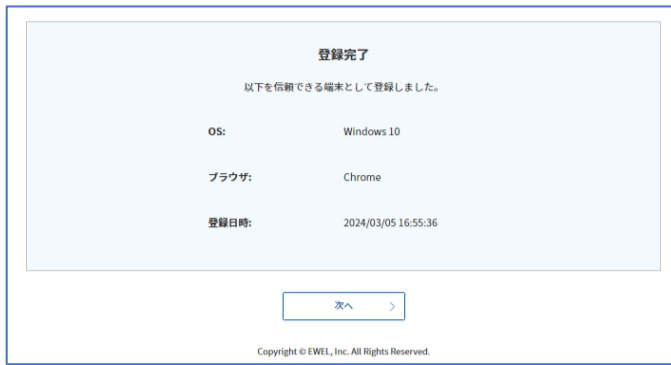 登録完了
以下を信頼できる端末として登録しました。
OS: Windows 10
ブラウザ: Chrome
登録日時: 2024/03/05 16:55:36
次へ
Copyright © EWEL, Inc. All Rights Reserved.